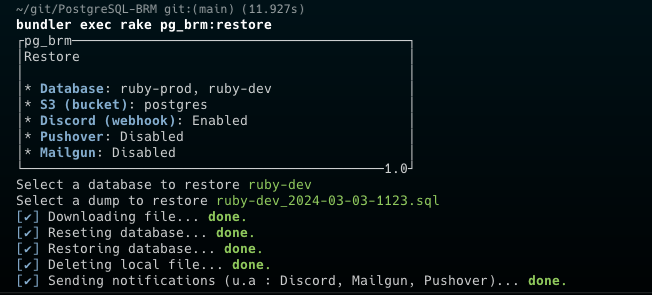 ~/git/PostgreSQL-BRM git:(main) (11.927s)
bundler exec rake pg_brm:restore
pg_brm
Restore
* Database: ruby-prod, ruby-dev
* S3 (bucket): postgres
* Discord (webhook): Enabled
* Pushover: Disabled
* Mailgun: Disabled
1.0
Select a database to restore ruby-dev
Select a dump to restore ruby-dev_2024-03-03-1123.sql
[✔] Downloading file... done.
[✔] Reseting database... done.
[✔] Restoring database... done.
[✔] Deleting local file... done.
[✔] Sending notifications (u.a : Discord, Mailgun, Pushover)... done.